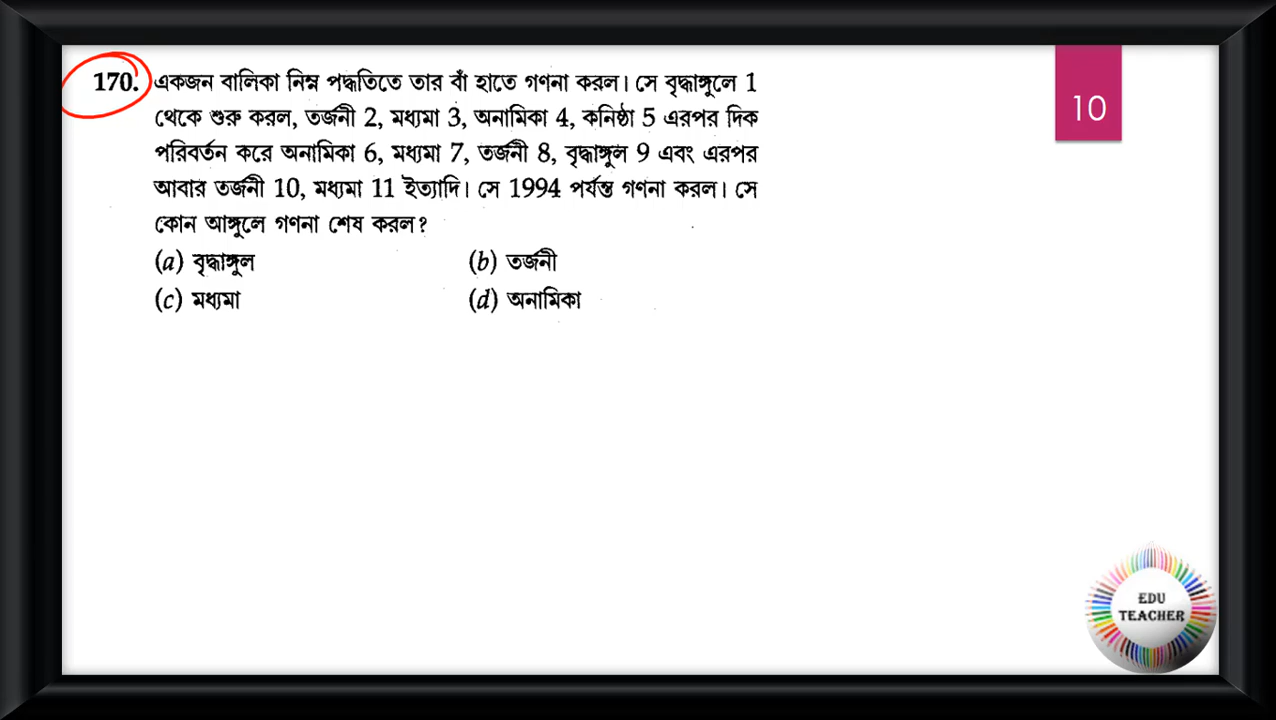 170. একজন বালিকা নিম্ন পদ্ধতিতে তার বাঁ হাতে গণনা করল। সে বৃদ্ধাঙ্গুলে 1
থেকে শুরু করল, তর্জনী 2, মধ্যমা 3, অনামিকা 4, কনিষ্ঠা 5 এরপর দিক
পরিবর্তন করে অনামিকা 6, মধ্যমা 7, তর্জনী 8, বৃদ্ধাঙ্গুল 9 এবং এরপর
আবার তর্জনী 10, মধ্যমা 11 ইত্যাদি। সে 1994 পর্যন্ত গণনা করল। সে
কোন আঙ্গুলে গণনা শেষ করল?
(a) বৃদ্ধাঙ্গুল (b) তর্জনী
(c) মধ্যমা (d) অনামিকা
10
EDU
TEACHER